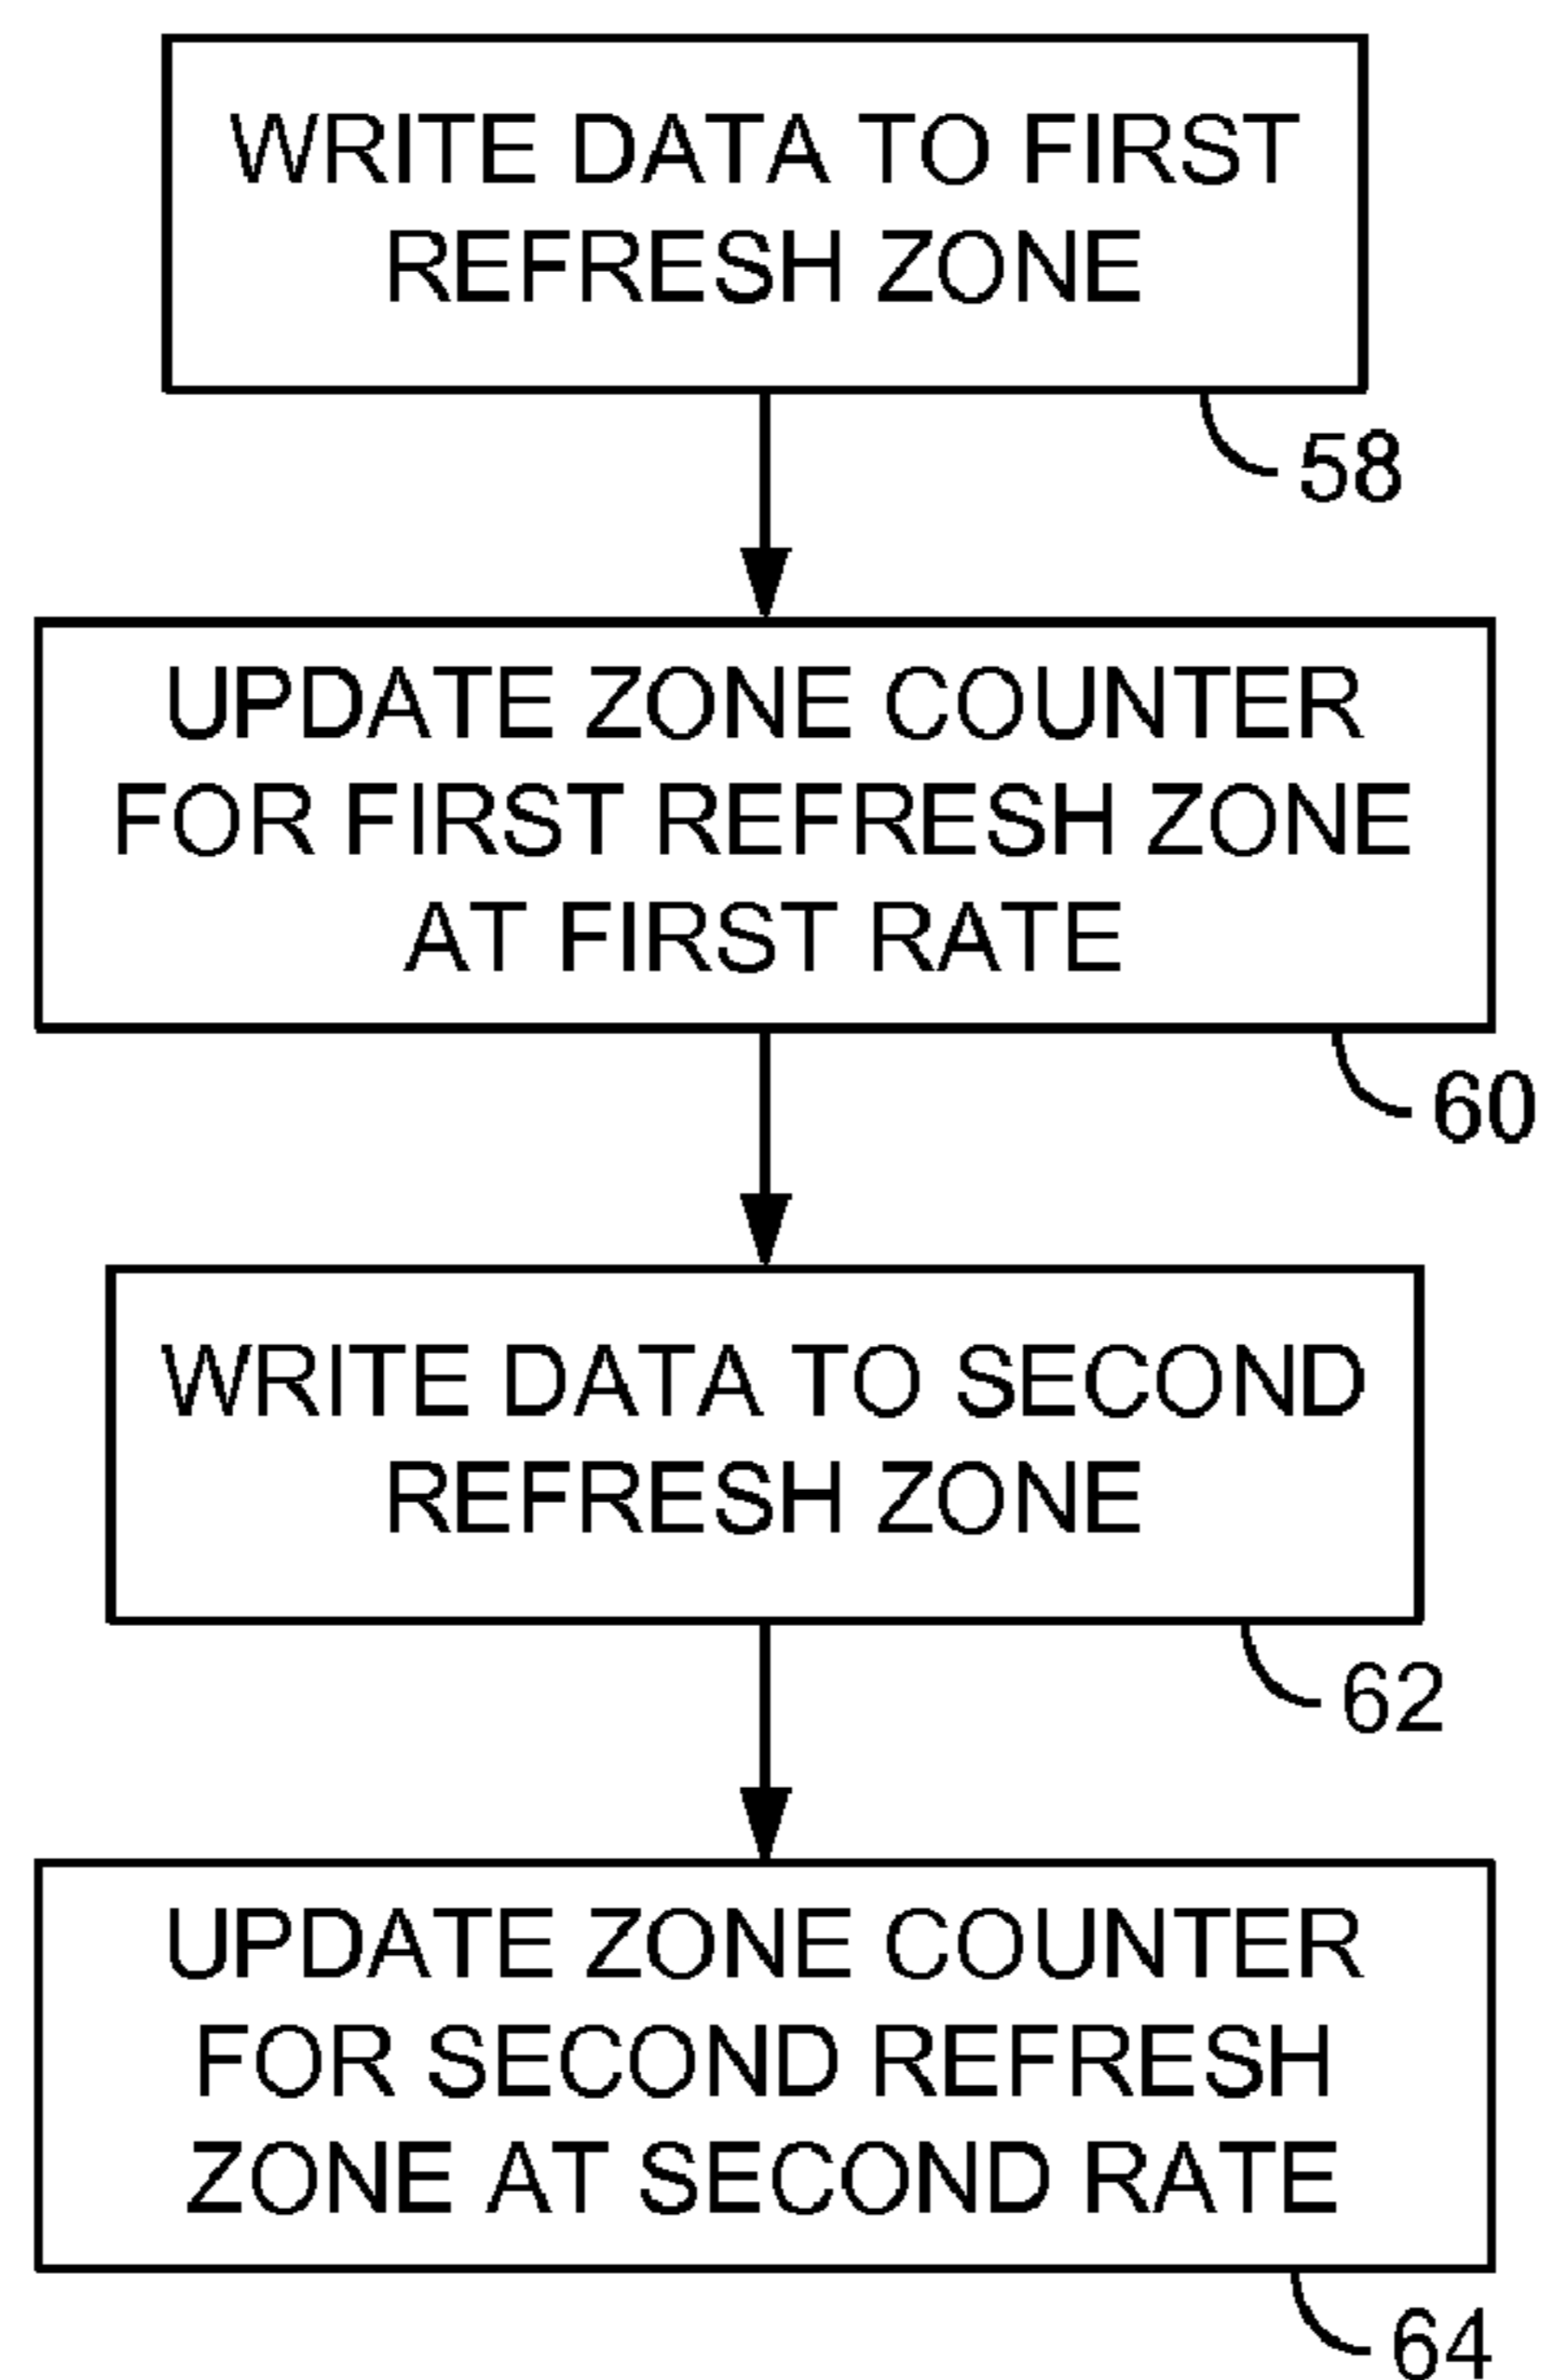 WRITE DATA TO FIRST
REFRESH ZONE
58
UPDATE ZONE COUNTER
FOR FIRST REFRESH ZONE
AT FIRST RATE
60
WRITE DATA TO SECOND
REFRESH ZONE
62
UPDATE ZONE COUNTER
FOR SECOND REFRESH
ZONE AT SECOND RATE
64